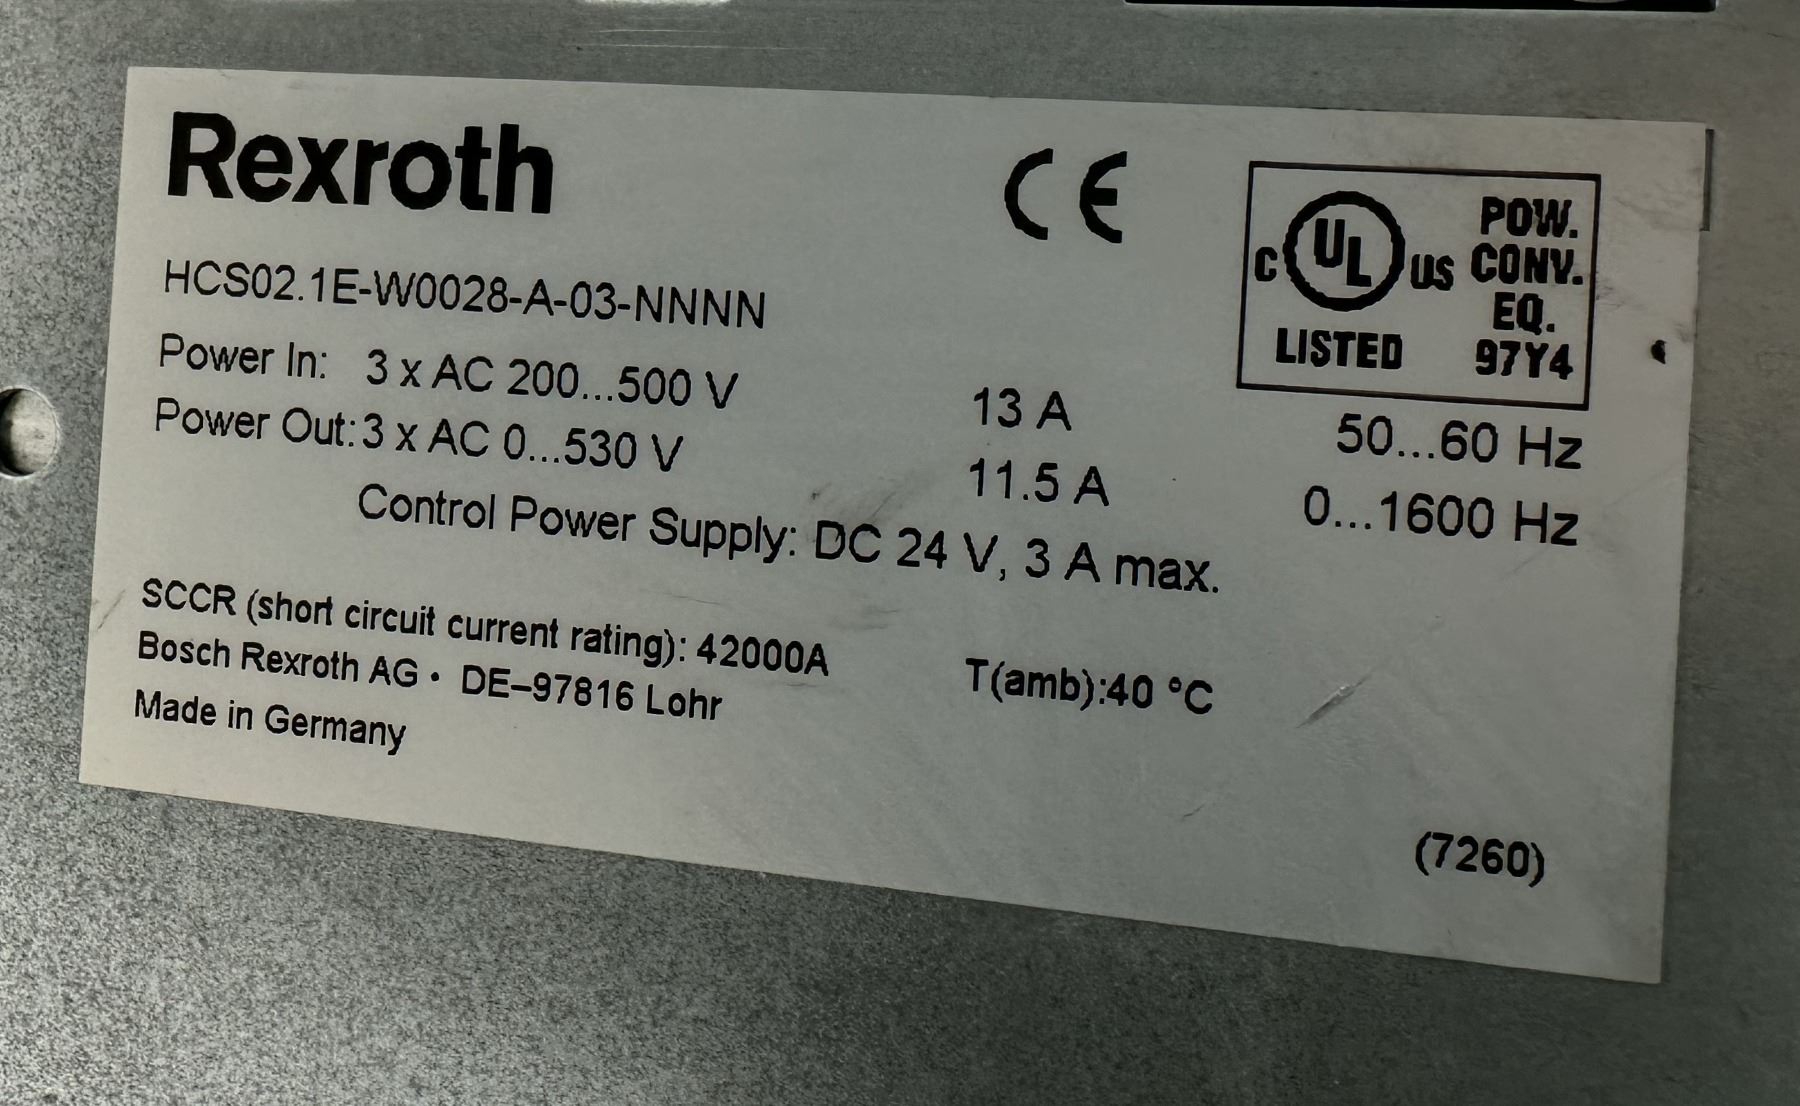 Rexroth
CE
HCS02.1E-W0028-A-03-NNNN
C UL US POW.
CONV.
EQ.
LISTED 97Y4
Power In: 3 x AC 200...500 V 13 A 50...60 Hz
Power Out: 3 x AC 0...530 V 11.5 A 0...1600 Hz
Control Power Supply: DC 24 V, 3 A max.
SCCR (short circuit current rating): 42000A
Bosch Rexroth AG • DE–97816 Lohr T(amb):40 °C
Made in Germany
(7260)